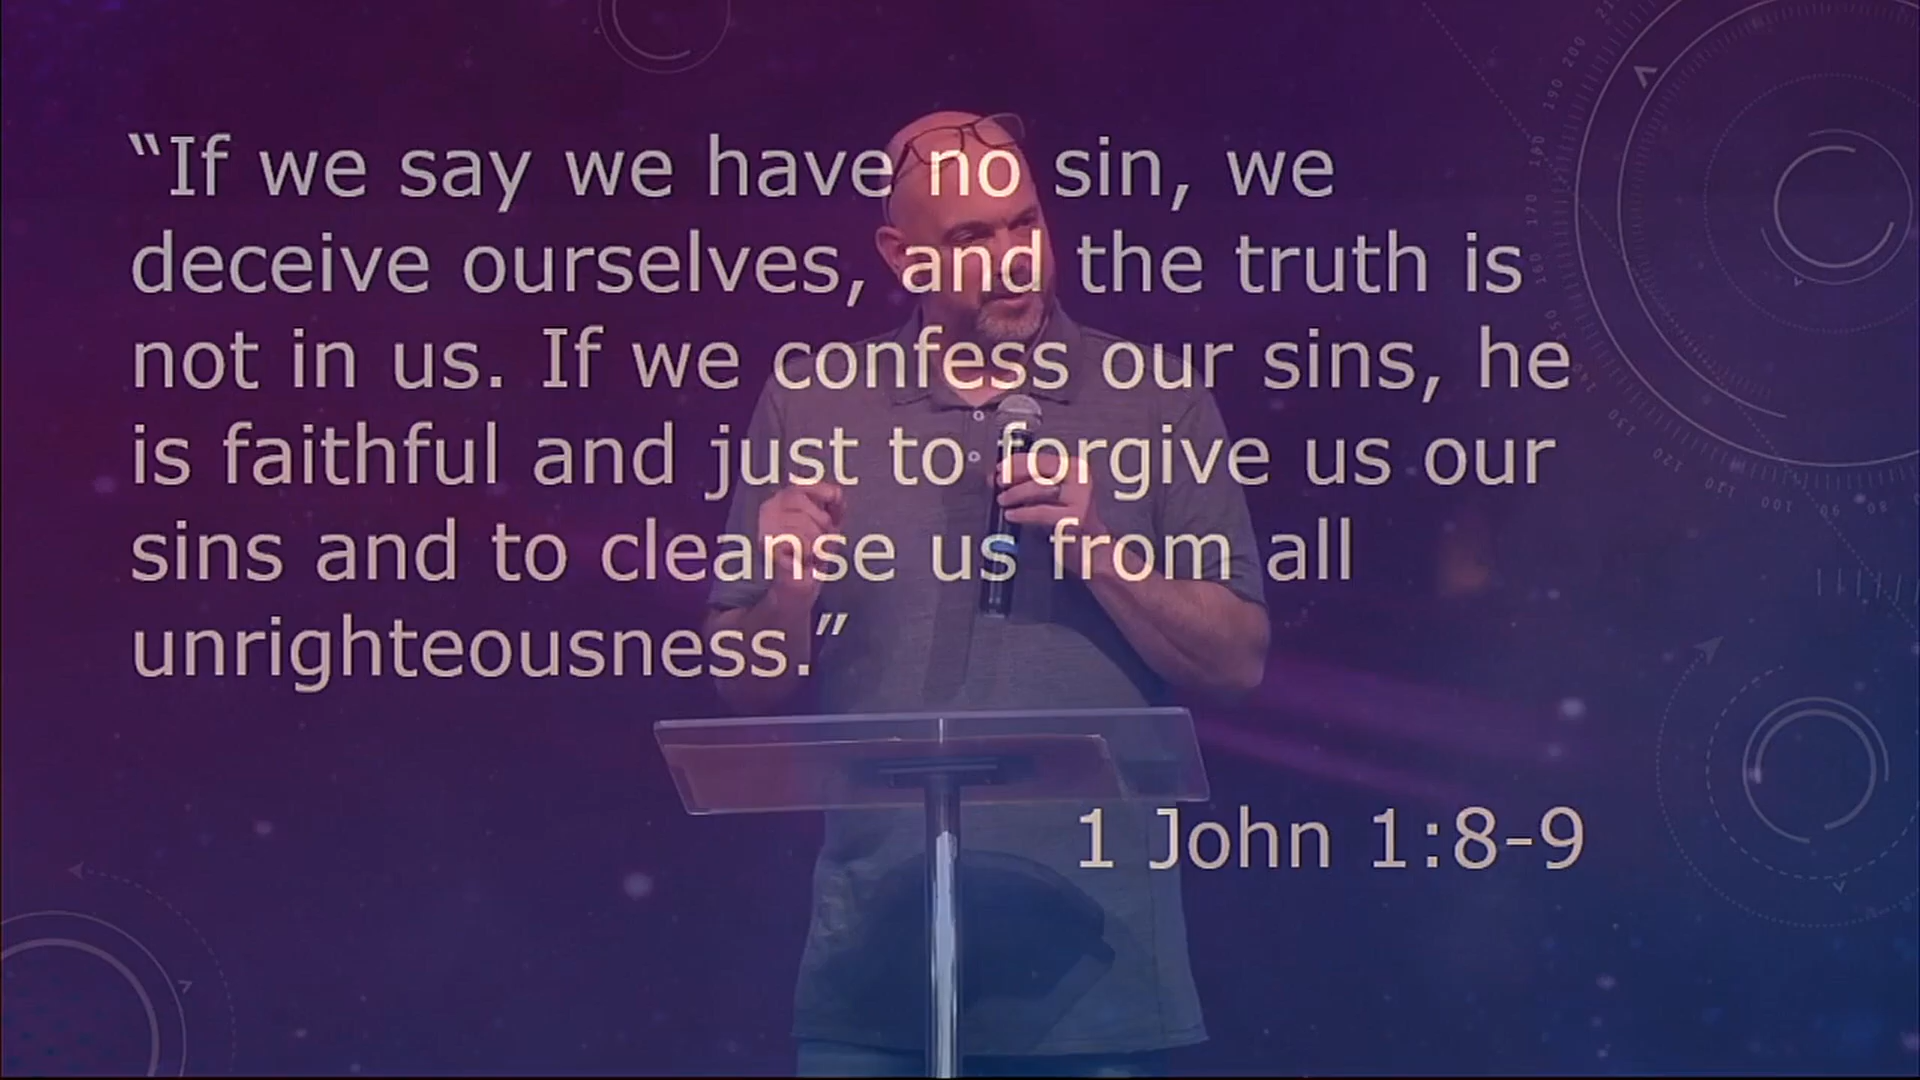 “If we say we have no sin, we
deceive ourselves, and the truth is
not in us. If we confess our sins, he
is faithful and just to forgive us our
sins and to cleanse us from all
unrighteousness.”
1 John 1:8-9